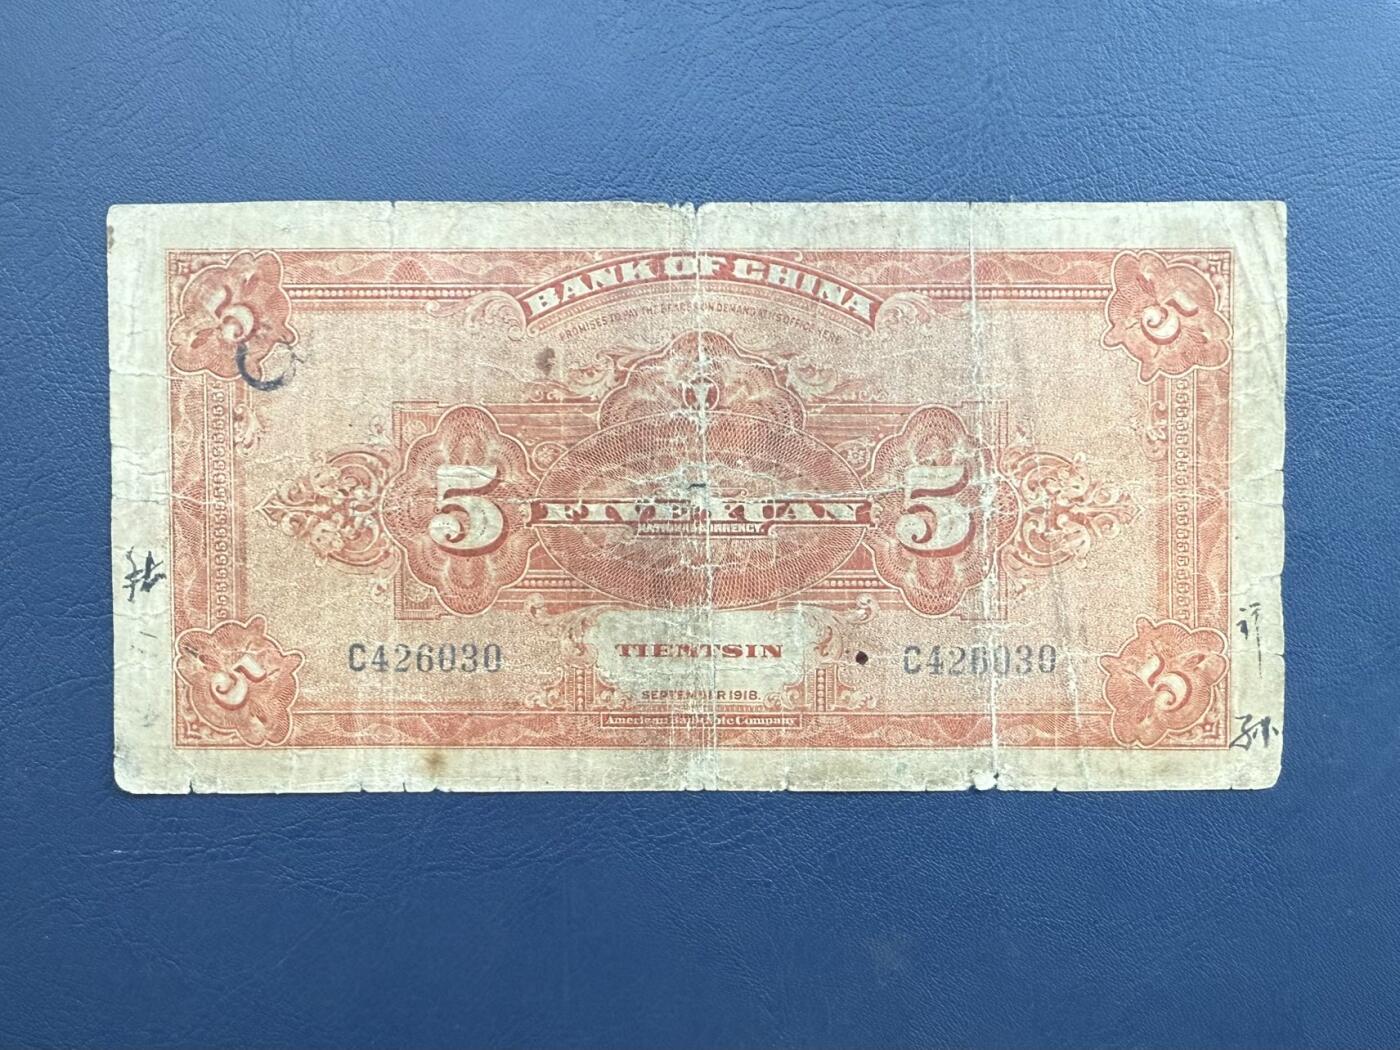 5 5
BANK OF CHINA
PROMISES TO PAY THE BEARER ON DEMAND AT ITS OFFICE HERE
5 FIVE YUAN 5
NATIONAL CURRENCY.
C426030 TIENTSIN C426030
SEPTEMBER 1918.
5 5
American Bank Note Company
孙